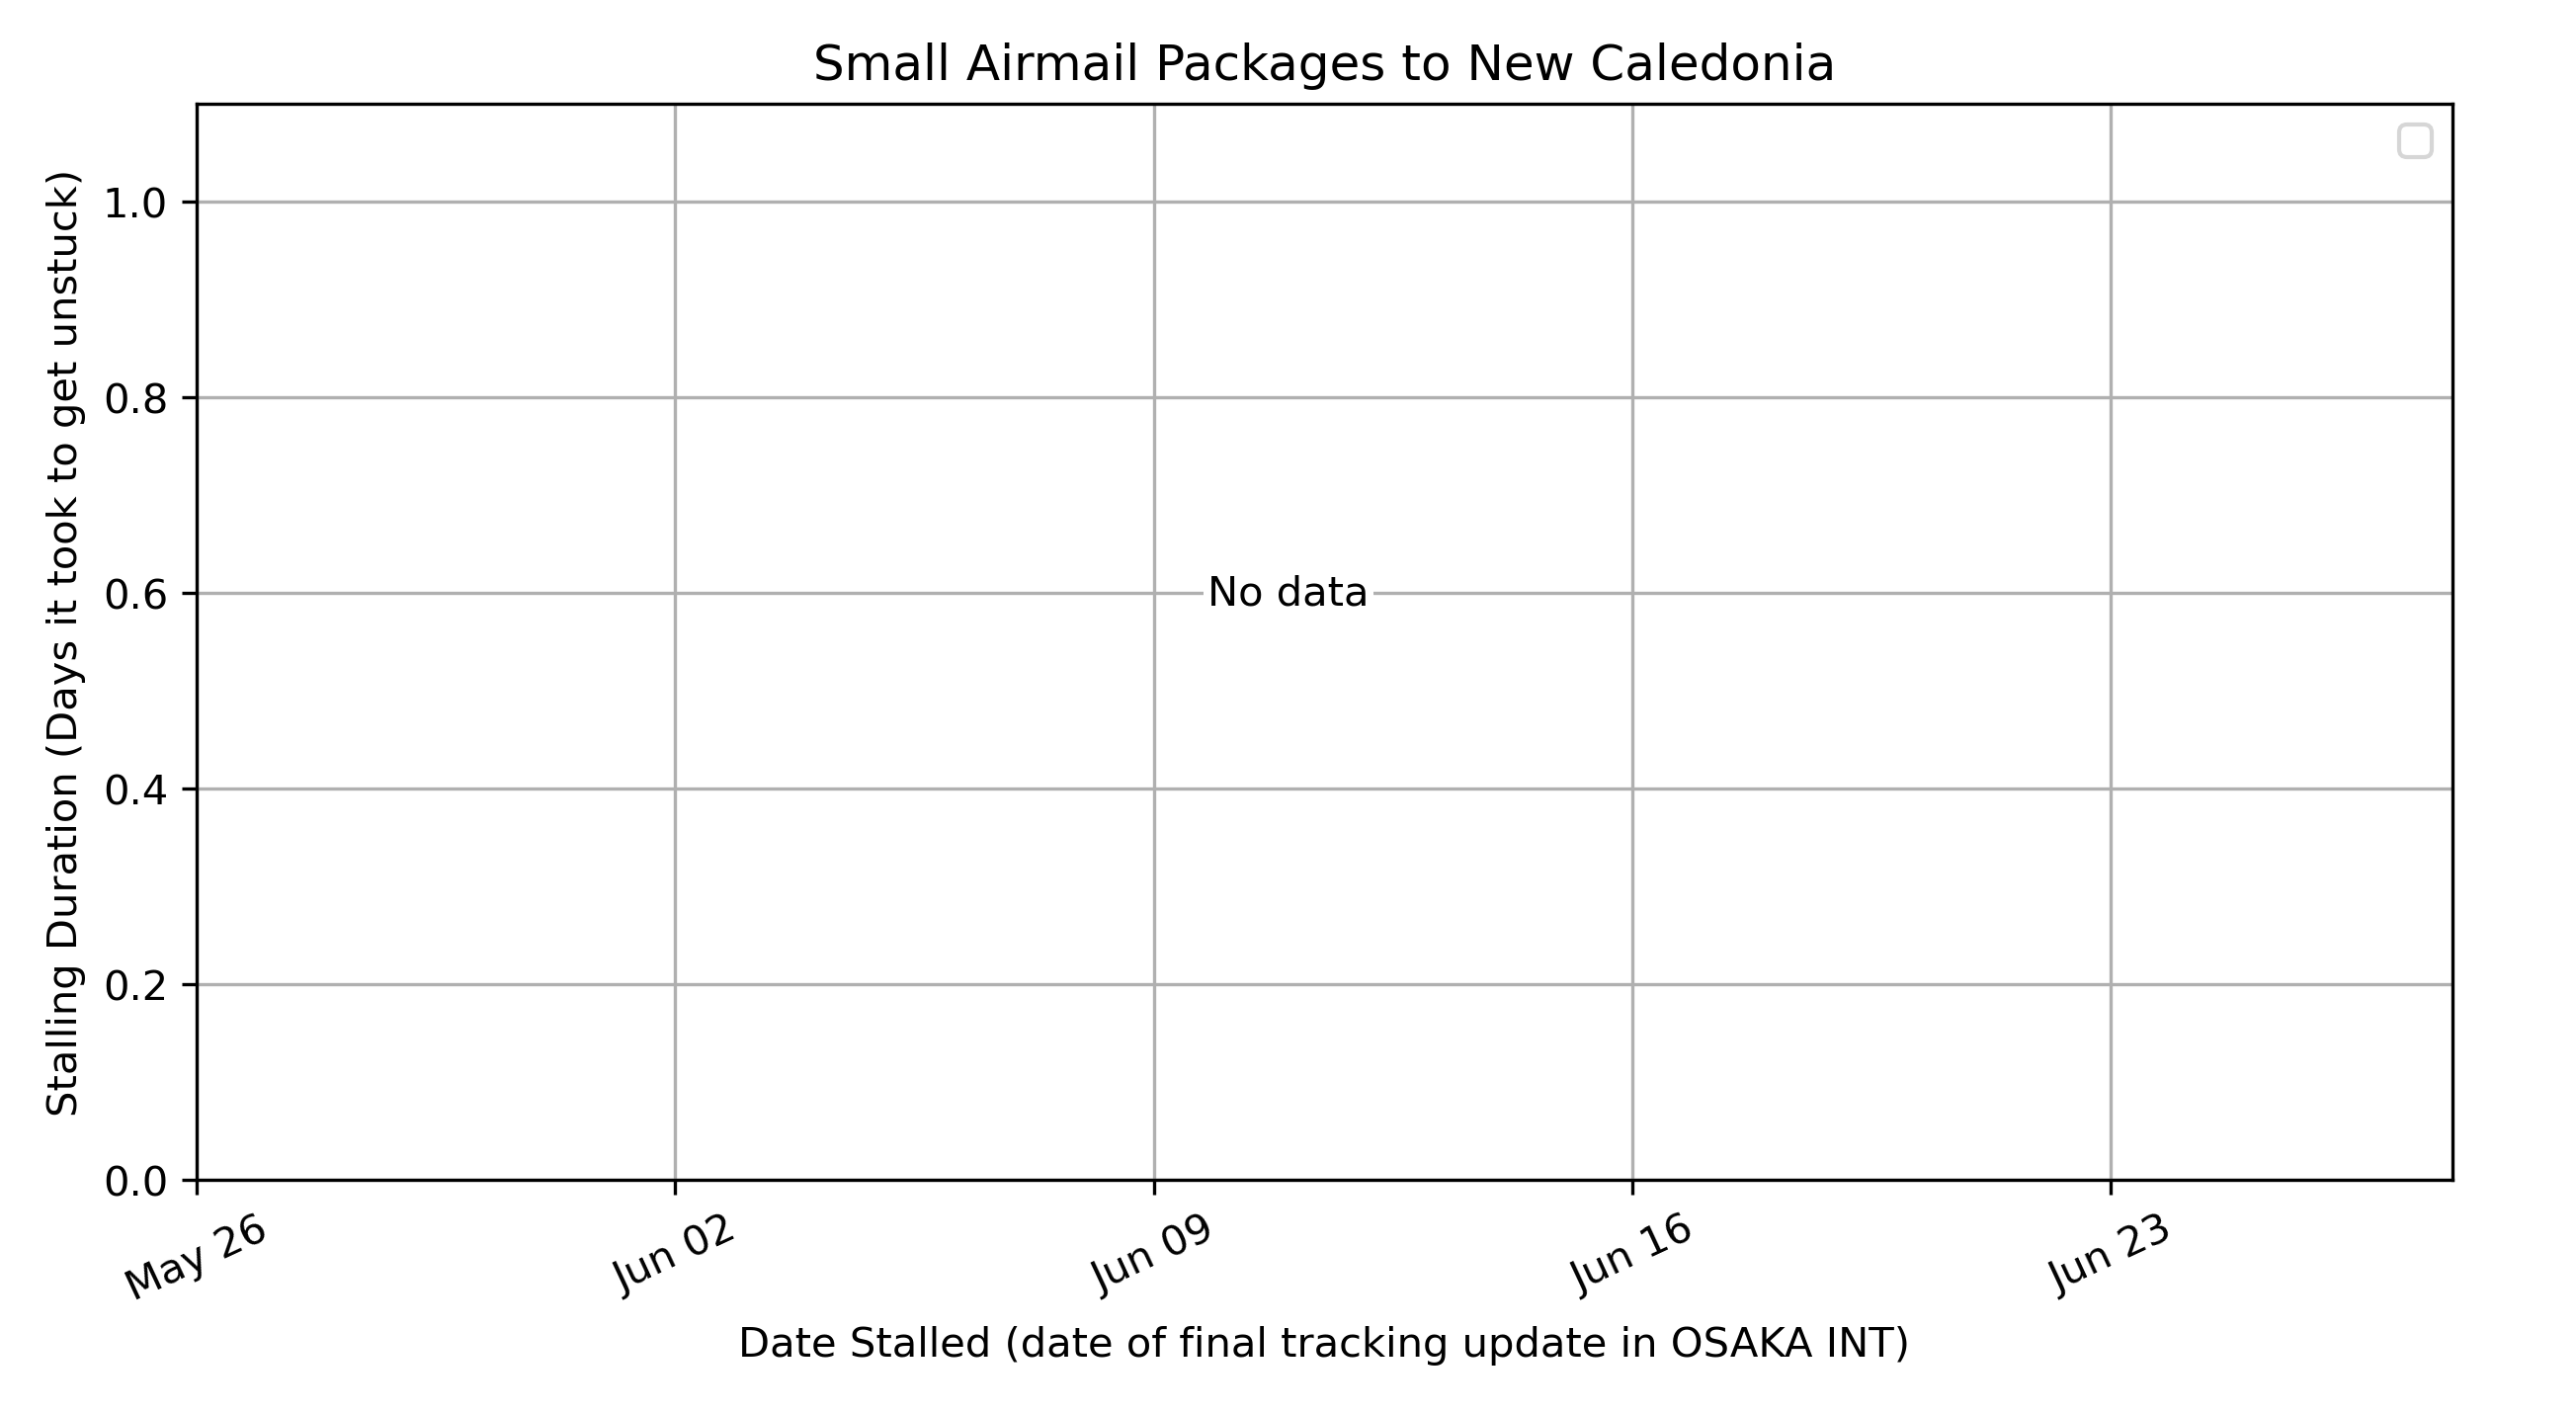 Small Airmail Packages to New Caledonia
Stalling Duration (Days it took to get unstuck)
1.0
0.8
0.6
0.4
0.2
0.0
No data
May 26
Jun 02
Jun 09
Jun 16
Jun 23
Date Stalled (date of final tracking update in OSAKA INT)